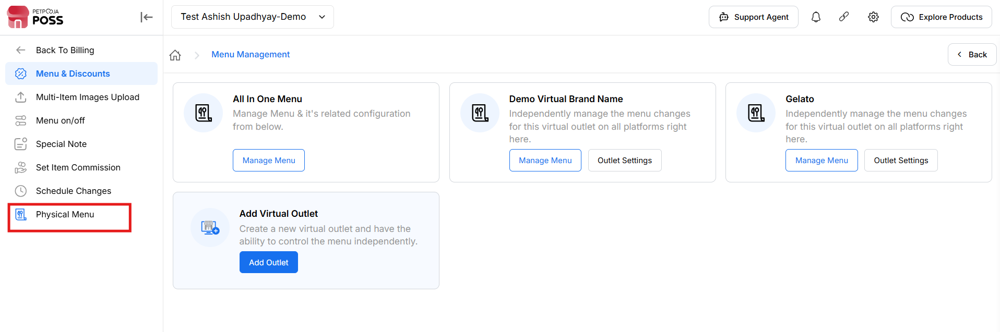 PETPOOJA
POSS
Test Ashish Upadhyay-Demo
Support Agent
Explore Products
Back To Billing
Menu & Discounts
Multi-Item Images Upload
Menu on/off
Special Note
Set Item Commission
Schedule Changes
Physical Menu
Menu Management
Back
All In One Menu
Manage Menu & it's related configuration
from below.
Manage Menu
Demo Virtual Brand Name
Independently manage the menu changes
for this virtual outlet on all platforms right
here.
Manage Menu
Outlet Settings
Gelato
Independently manage the menu changes
for this virtual outlet on all platforms right
here.
Manage Menu
Outlet Settings
Add Virtual Outlet
Create a new virtual outlet and have the
ability to control the menu independently.
Add Outlet